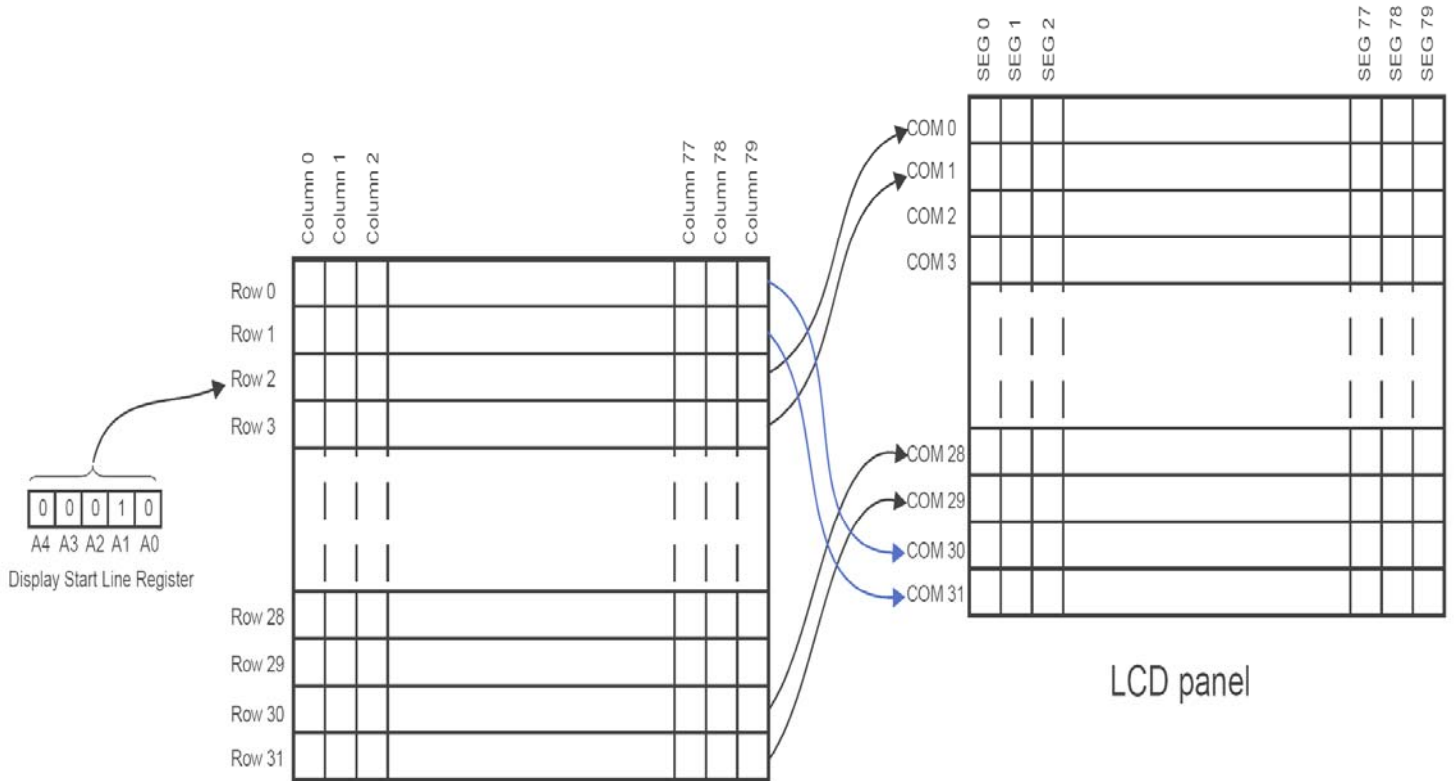 SEG 0
SEG 1
SEG 2
SEG 77
SEG 78
SEG 79
COM 0
COM 1
COM 2
COM 3
COM 28
COM 29
COM 30
COM 31
LCD panel
Column 0
Column 1
Column 2
Column 77
Column 78
Column 79
Row 0
Row 1
Row 2
Row 3
Row 28
Row 29
Row 30
Row 31
0 0 0 1 0
A4 A3 A2 A1 A0
Display Start Line Register